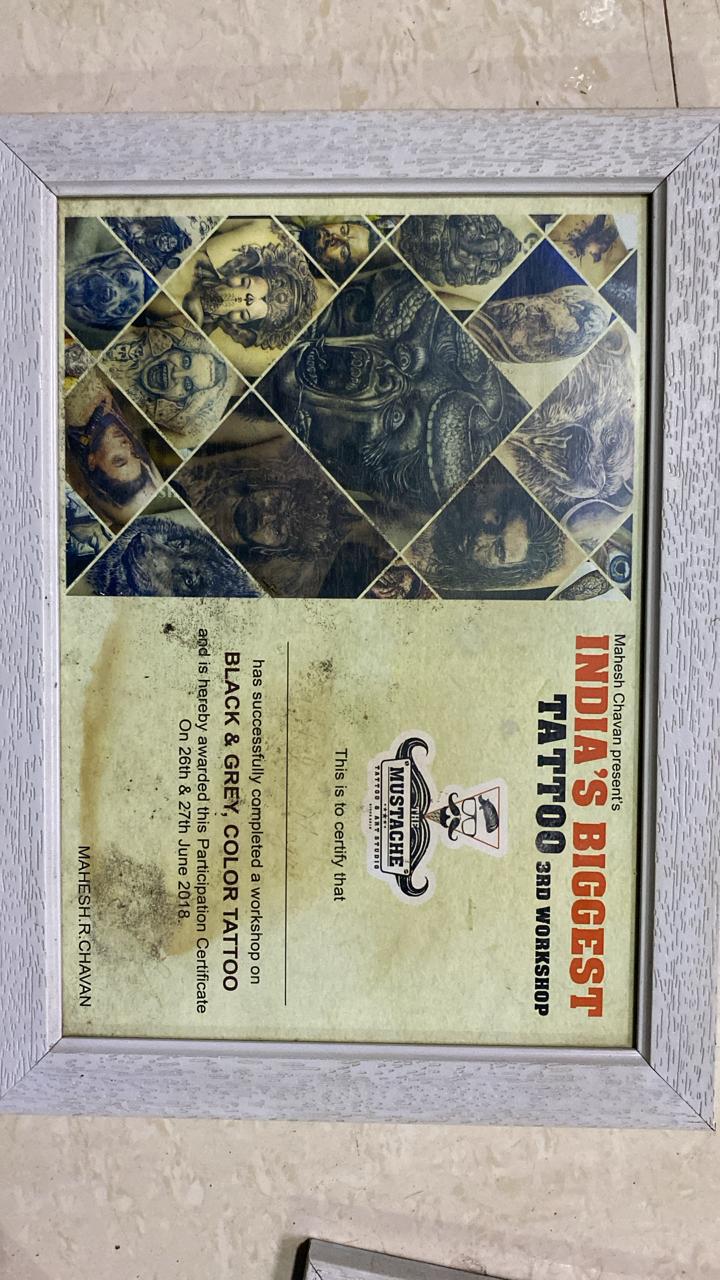 Mahesh Chavan present's
INDIA'S BIGGEST
TATTOO 3RD WORKSHOP
THE
MUSTACHE
TATTOO & ART STUDIO
This is to certify that
has successfully completed a workshop on
BLACK & GREY, COLOR TATTOO
and is hereby awarded this Participation Certificate
On 26th & 27th June 2018.
MAHESH.R.CHAVAN